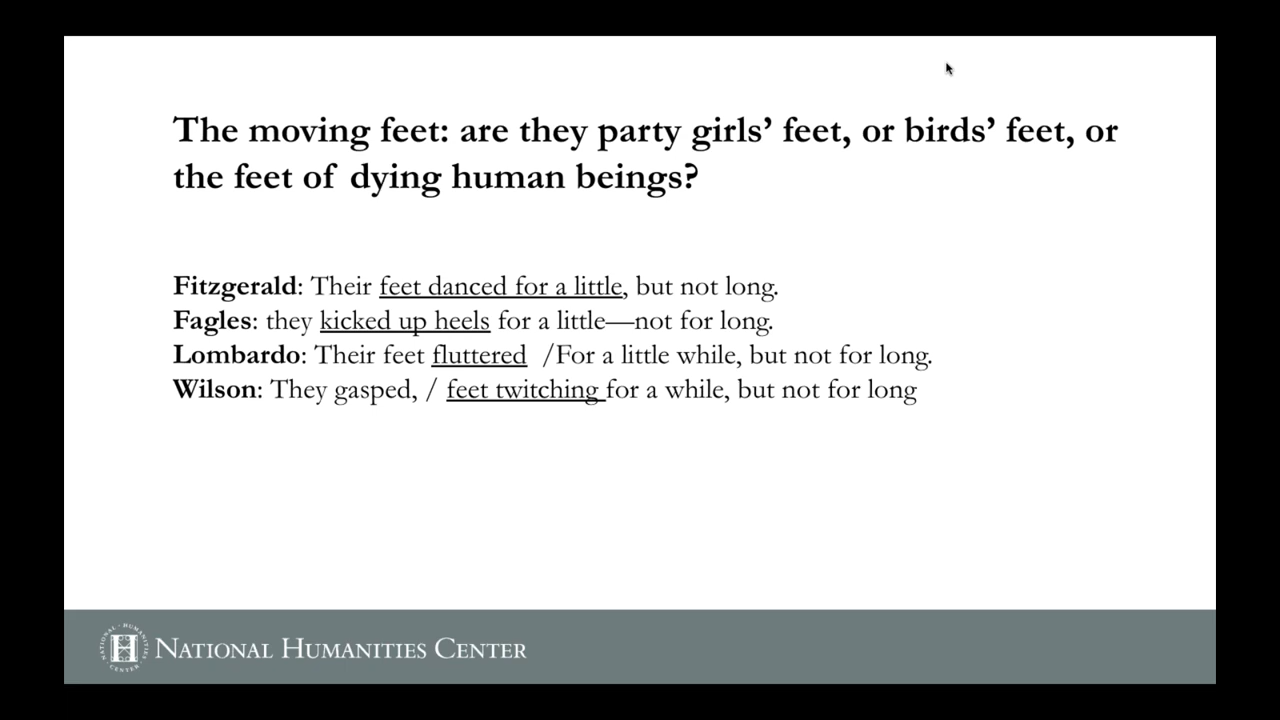 The moving feet: are they party girls’ feet, or birds’ feet, or
the feet of dying human beings?
Fitzgerald: Their feet danced for a little, but not long.
Fagles: they kicked up heels for a little—not for long.
Lombardo: Their feet fluttered /For a little while, but not for long.
Wilson: They gasped, / feet twitching for a while, but not for long
NATIONAL HUMANITIES CENTER
NATIONAL · HUMANITIES · CENTER ·